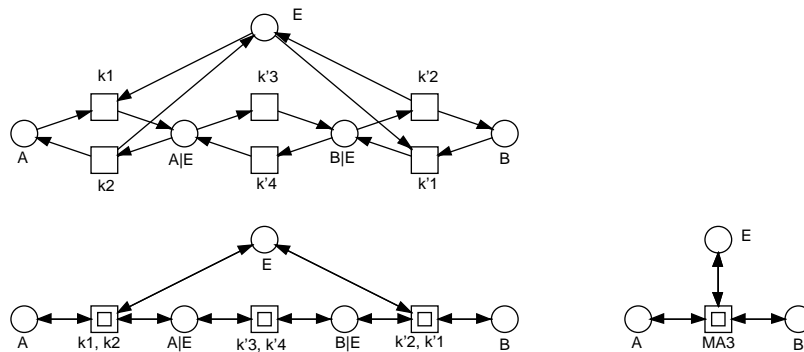 E
k1
k'3
k'2
A
A|E
B|E
B
k2
k'4
k'1
E
E
A
k1, k2
A|E
k'3, k'4
B|E
k'2, k'1
B
A
MA3
B